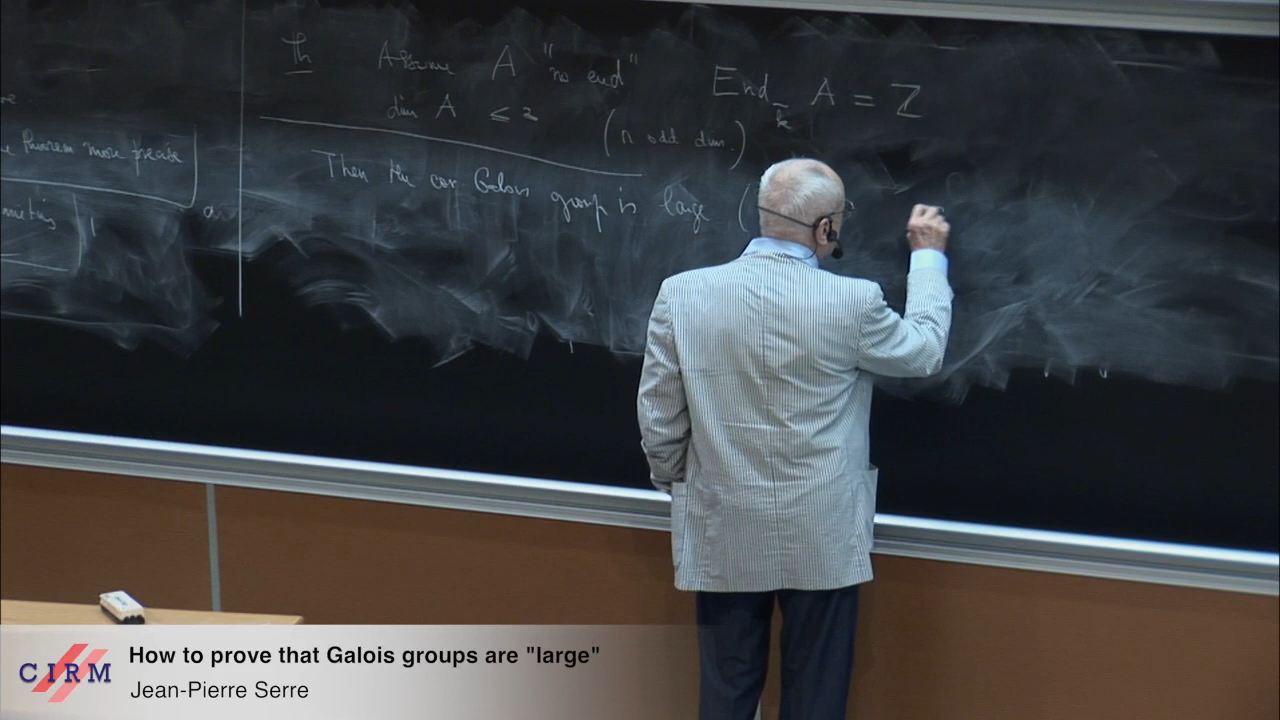 Th Assume A "no end" End_k̄ A = Z
dim A ≤ 2
(n odd dim.)
Then the cor. Galois group is large (
theorem more precise
CIRM
How to prove that Galois groups are "large"
Jean-Pierre Serre